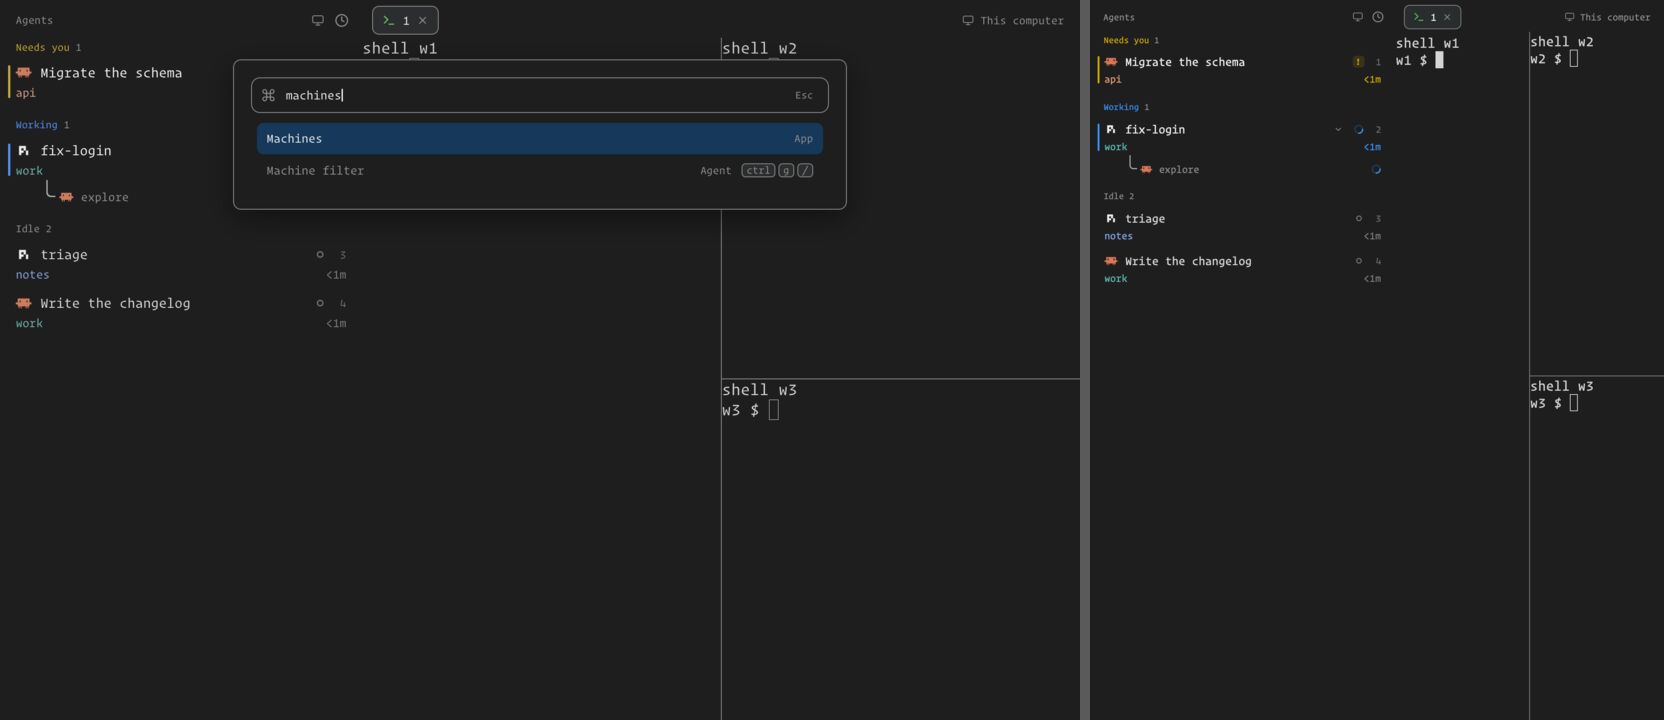 Agents
1
This computer
Needs you 1
Migrate the schema
api
Working 1
fix-login
work
explore
Idle 2
triage
3
notes
<1m
Write the changelog
4
work
<1m
shell w1
shell w2
machines
Esc
Machines
App
Machine filter
Agent ctrl g /
shell w3
w3 $
Agents
1
This computer
Needs you 1
Migrate the schema
! 1
api
<1m
Working 1
fix-login
2
work
<1m
explore
Idle 2
triage
3
notes
<1m
Write the changelog
4
work
<1m
shell w1
w1 $
shell w2
w2 $
shell w3
w3 $